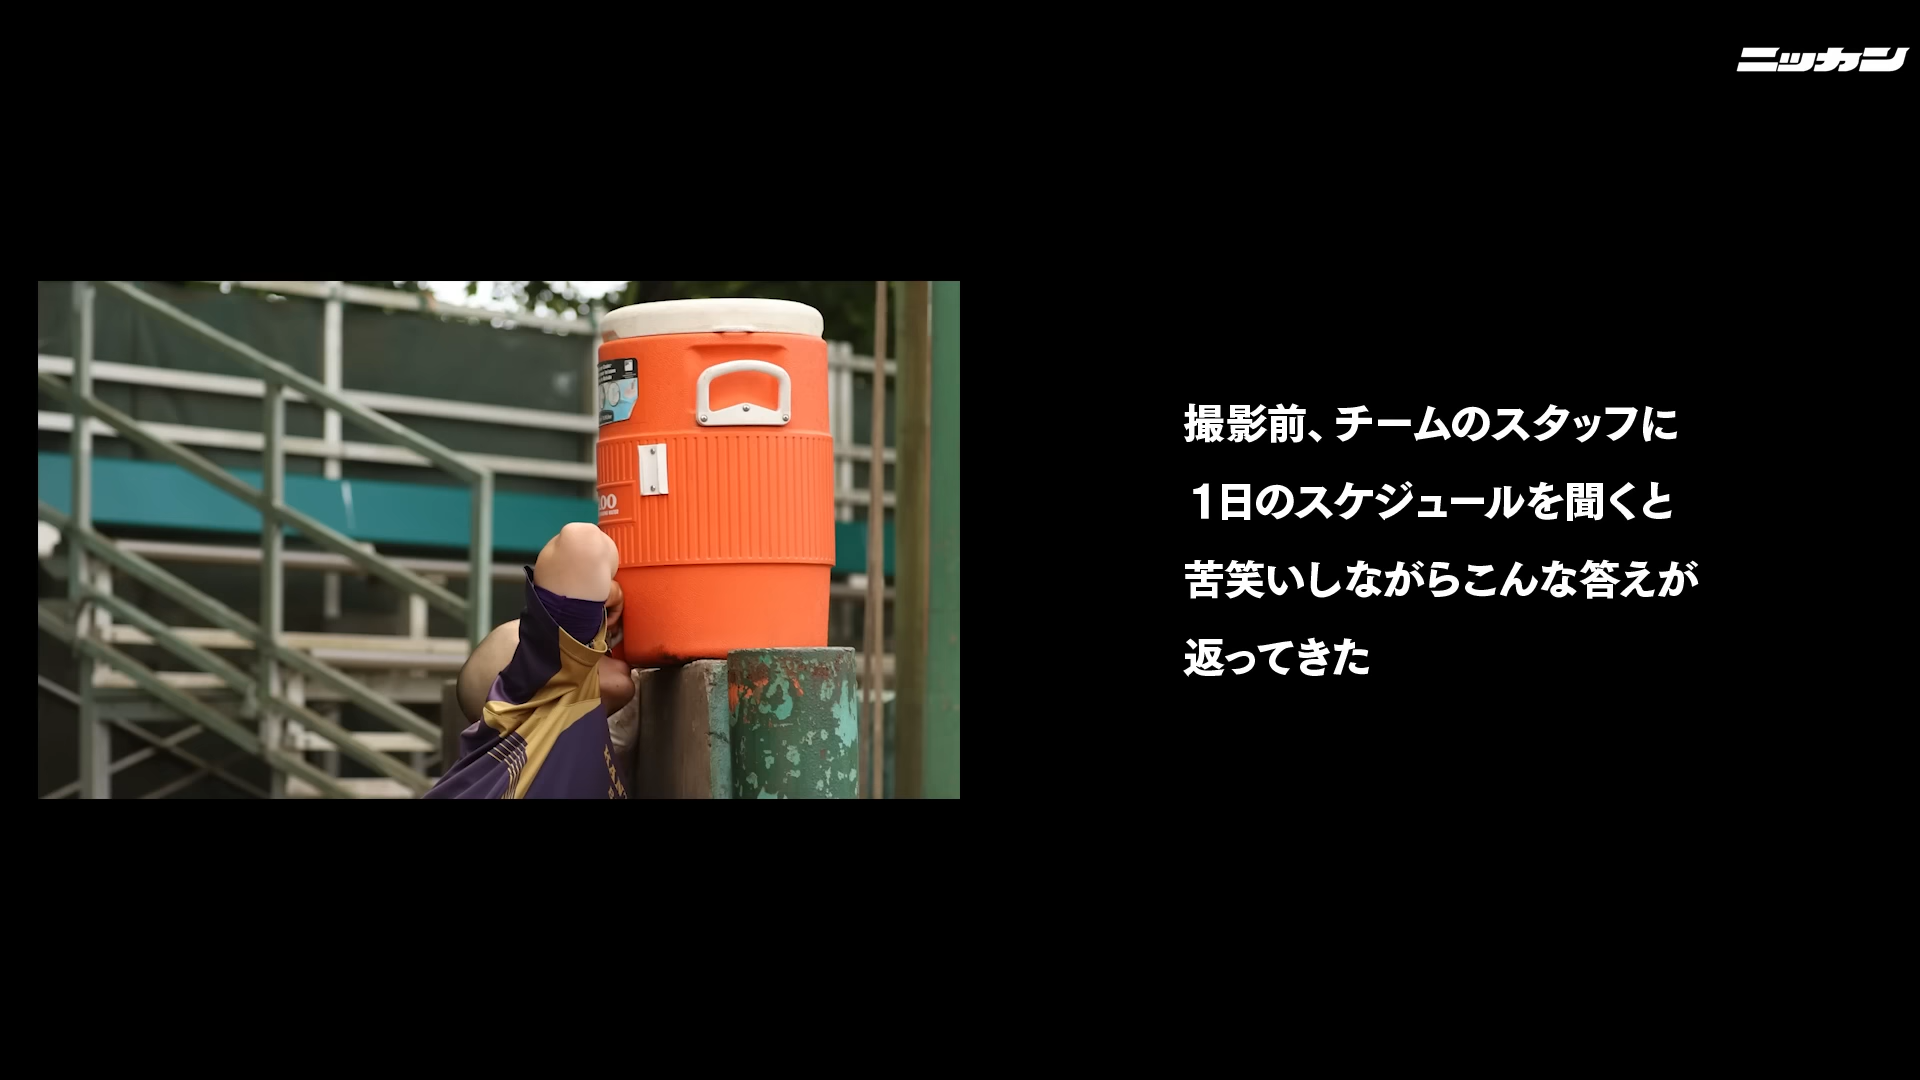 ニッカン
撮影前、チームのスタッフに
1日のスケジュールを聞くと
苦笑いしながらこんな答えが
返ってきた